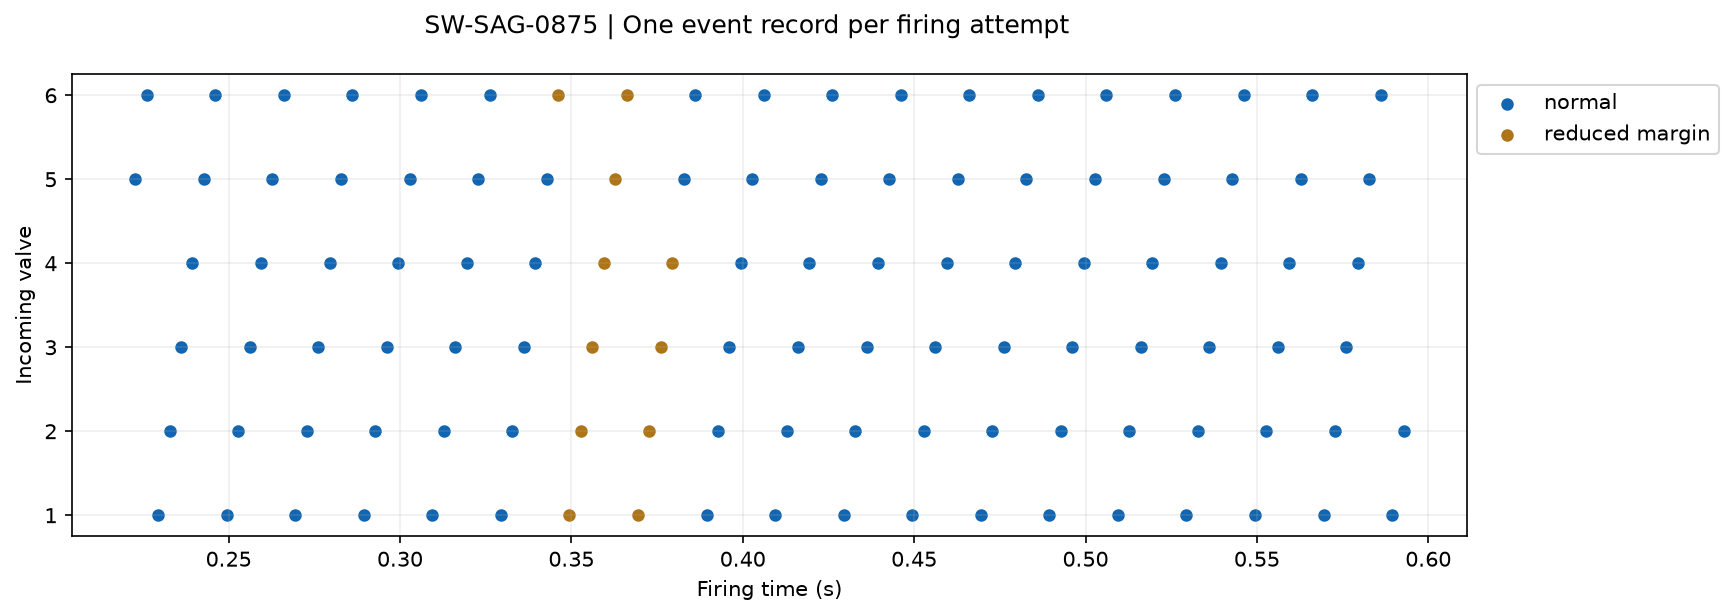 SW-SAG-0875 | One event record per firing attempt
normal
reduced margin
Incoming valve
6
5
4
3
2
1
0.25 0.30 0.35 0.40 0.45 0.50 0.55 0.60
Firing time (s)